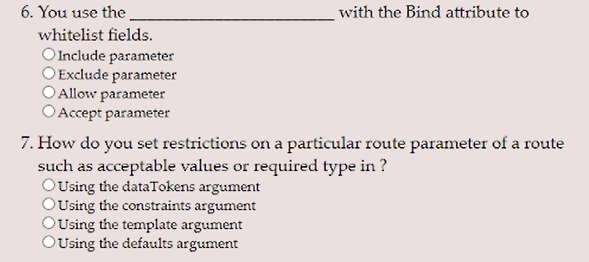 6. You use the ________________________ with the Bind attribute to
whitelist fields.
Include parameter
Exclude parameter
Allow parameter
Accept parameter
7. How do you set restrictions on a particular route parameter of a route
such as acceptable values or required type in ?
Using the dataTokens argument
Using the constraints argument
Using the template argument
Using the defaults argument